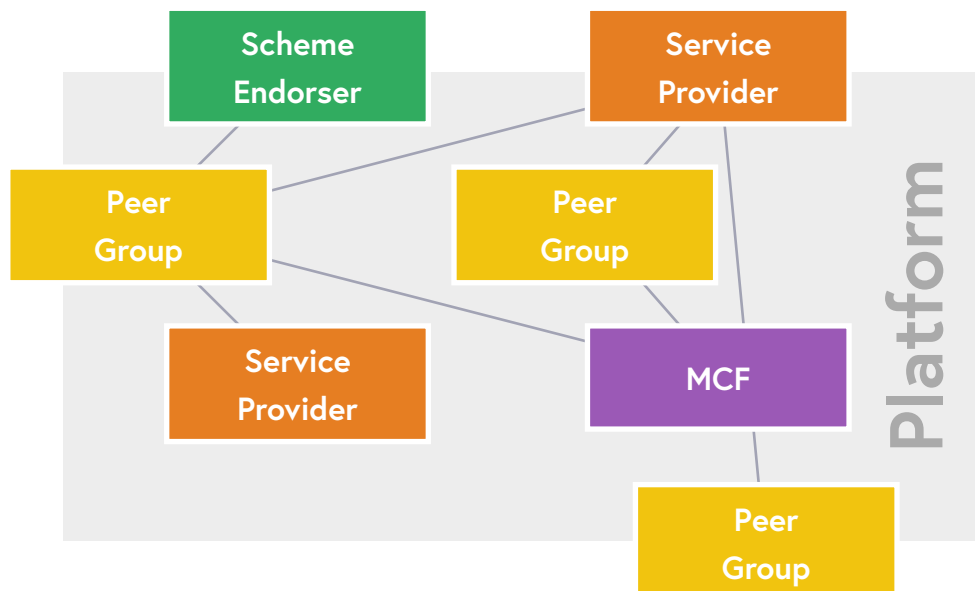 Scheme
Endorser
Service
Provider
Peer
Group
Peer
Group
Platform
Service
Provider
MCF
Peer
Group